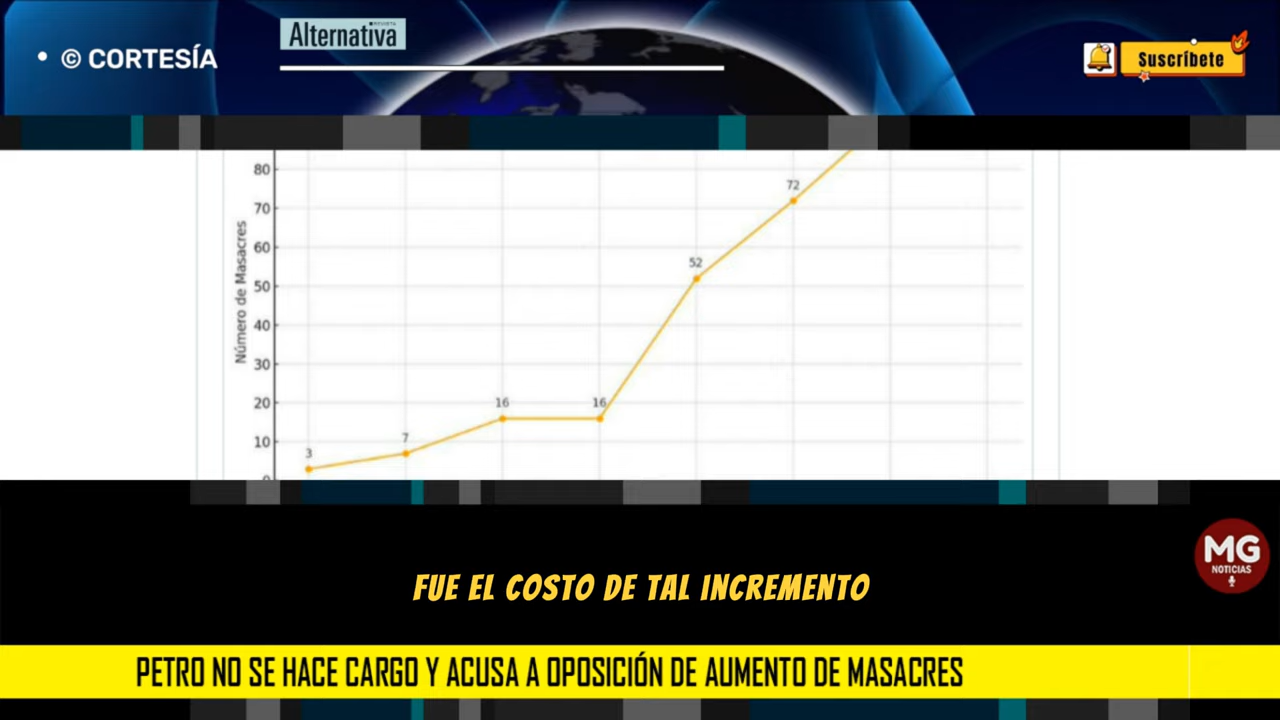 • © CORTESÍA
REVISTA
Alternativa
Suscríbete
Número de Masacres
80
70
60
50
40
30
20
10
0
3
7
16
16
52
72
FUE EL COSTO DE TAL INCREMENTO
MG
NOTICIAS
PETRO NO SE HACE CARGO Y ACUSA A OPOSICIÓN DE AUMENTO DE MASACRES